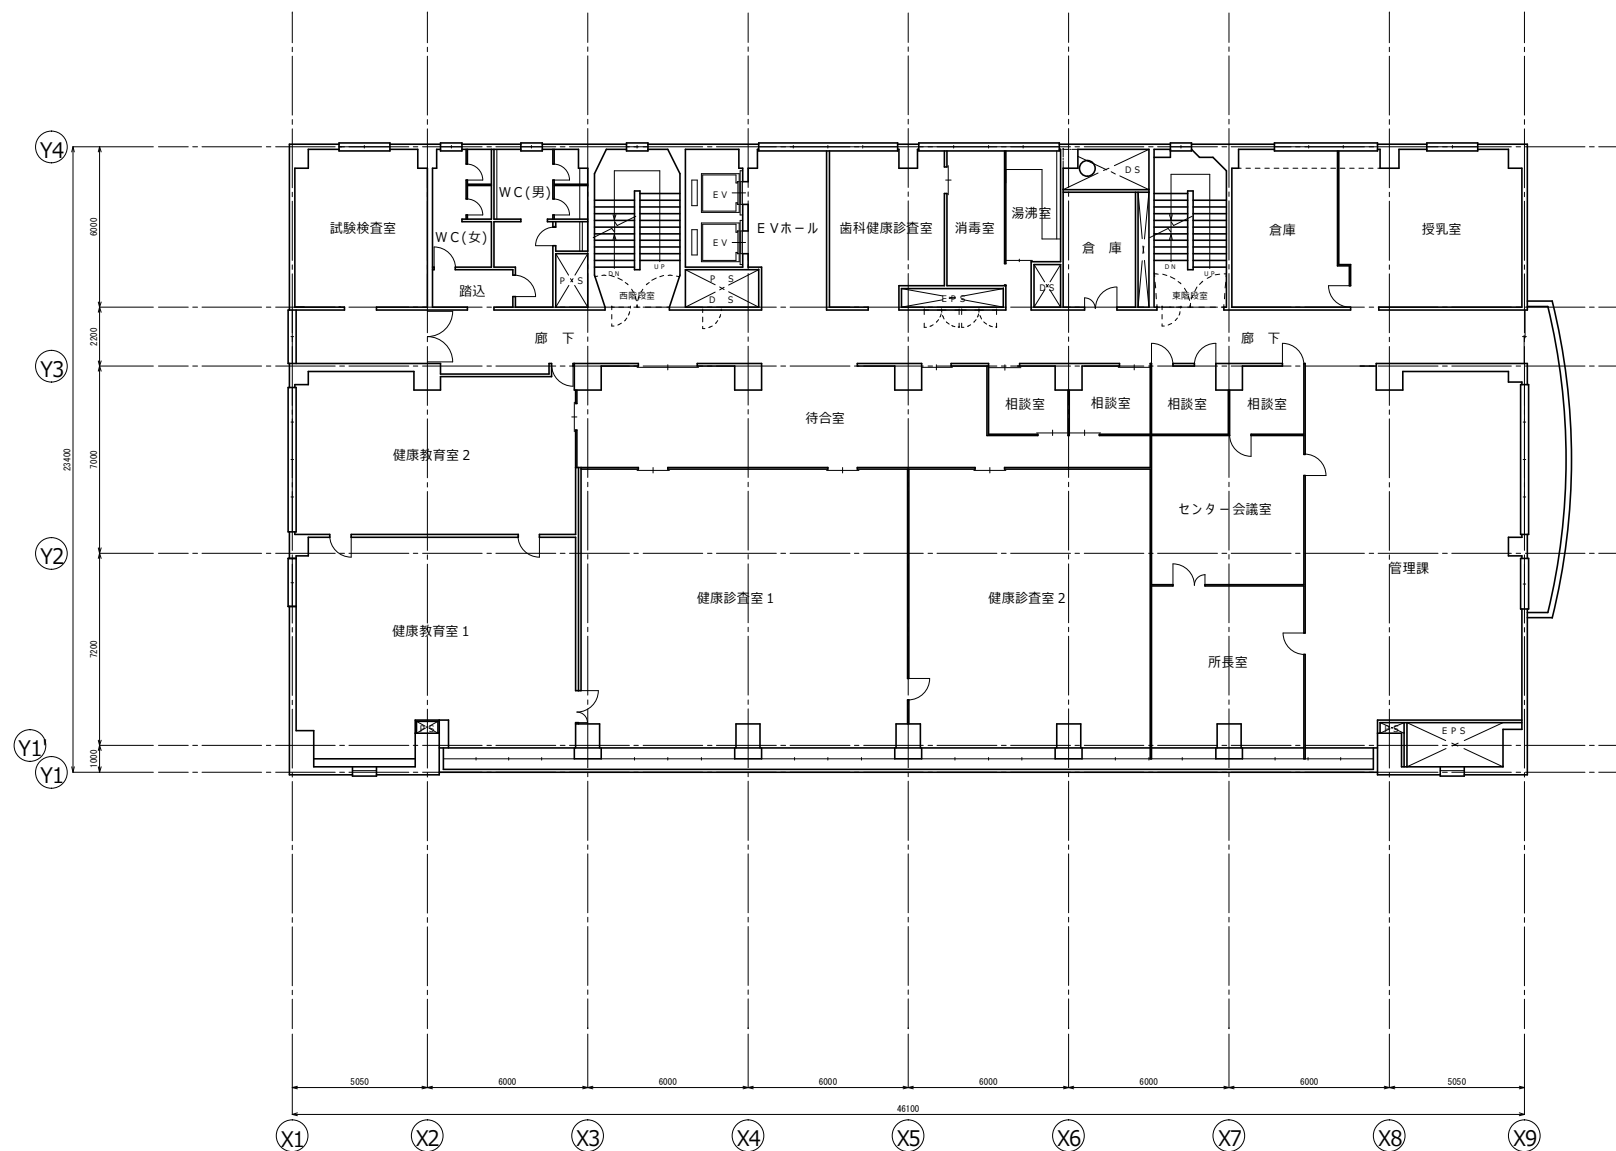 Y4
Y3
Y2
Y1'
Y1
6000
2200
7000
7200
1000
23400
試験検査室
WC(女)
WC(男)
踏込
PS
DN
UP
西階段室
EV
EV
PS
DS
EVホール
歯科健康診査室
消毒室
湯沸室
EPS
DS
DS
倉 庫
DN
UP
東階段室
倉庫
授乳室
廊 下
廊 下
健康教育室2
待合室
相談室
相談室
相談室
相談室
健康教育室1
健康診査室1
健康診査室2
センター会議室
管理課
所長室
EPS
5050
6000
6000
6000
6000
6000
6000
5050
46100
X1
X2
X3
X4
X5
X6
X7
X8
X9